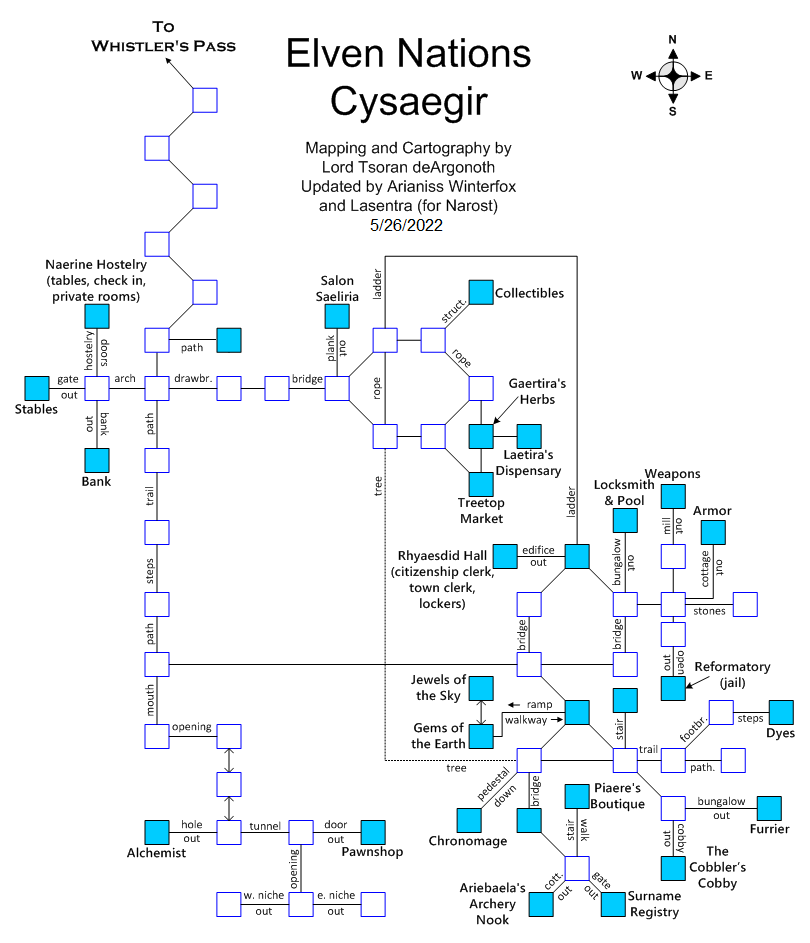 To
Whistler's Pass
Elven Nations
Cysaegir
N
W
E
S
Mapping and Cartography by
Lord Tsoran deArgonoth
Updated by Arianiss Winterfox
and Lasentra (for Narost)
5/26/2022
Naerine Hostelry
(tables, check in,
private rooms)
hostelry
doors
path
Salon
Saeliria
plank
out
ladder
struct.
Collectibles
rope
rope
gate
out
Stables
arch
drawbr.
bridge
out
bank
Bank
path
Gaertira's
Herbs
Laetira's
Dispensary
Treetop
Market
tree
ladder
trail
steps
path
Rhyaesdid Hall
(citizenship clerk,
town clerk,
lockers)
edifice
out
Locksmith
& Pool
bungalow
out
Weapons
mill
out
Armor
cottage
out
stones
bridge
bridge
out
open
Reformatory
(jail)
mouth
opening
Jewels of
the Sky
Gems of
the Earth
ramp
walkway
stair
trail
footbr.
steps
Dyes
path.
tree
pedestal
down
Chronomage
bridge
Piaere's
Boutique
stair
walk
bungalow
out
Furrier
out
cobby
The
Cobbler's
Cobby
hole
out
Alchemist
tunnel
door
out
Pawnshop
opening
w. niche
out
e. niche
out
cott.
out
Ariebaela's
Archery
Nook
gate
out
Surname
Registry